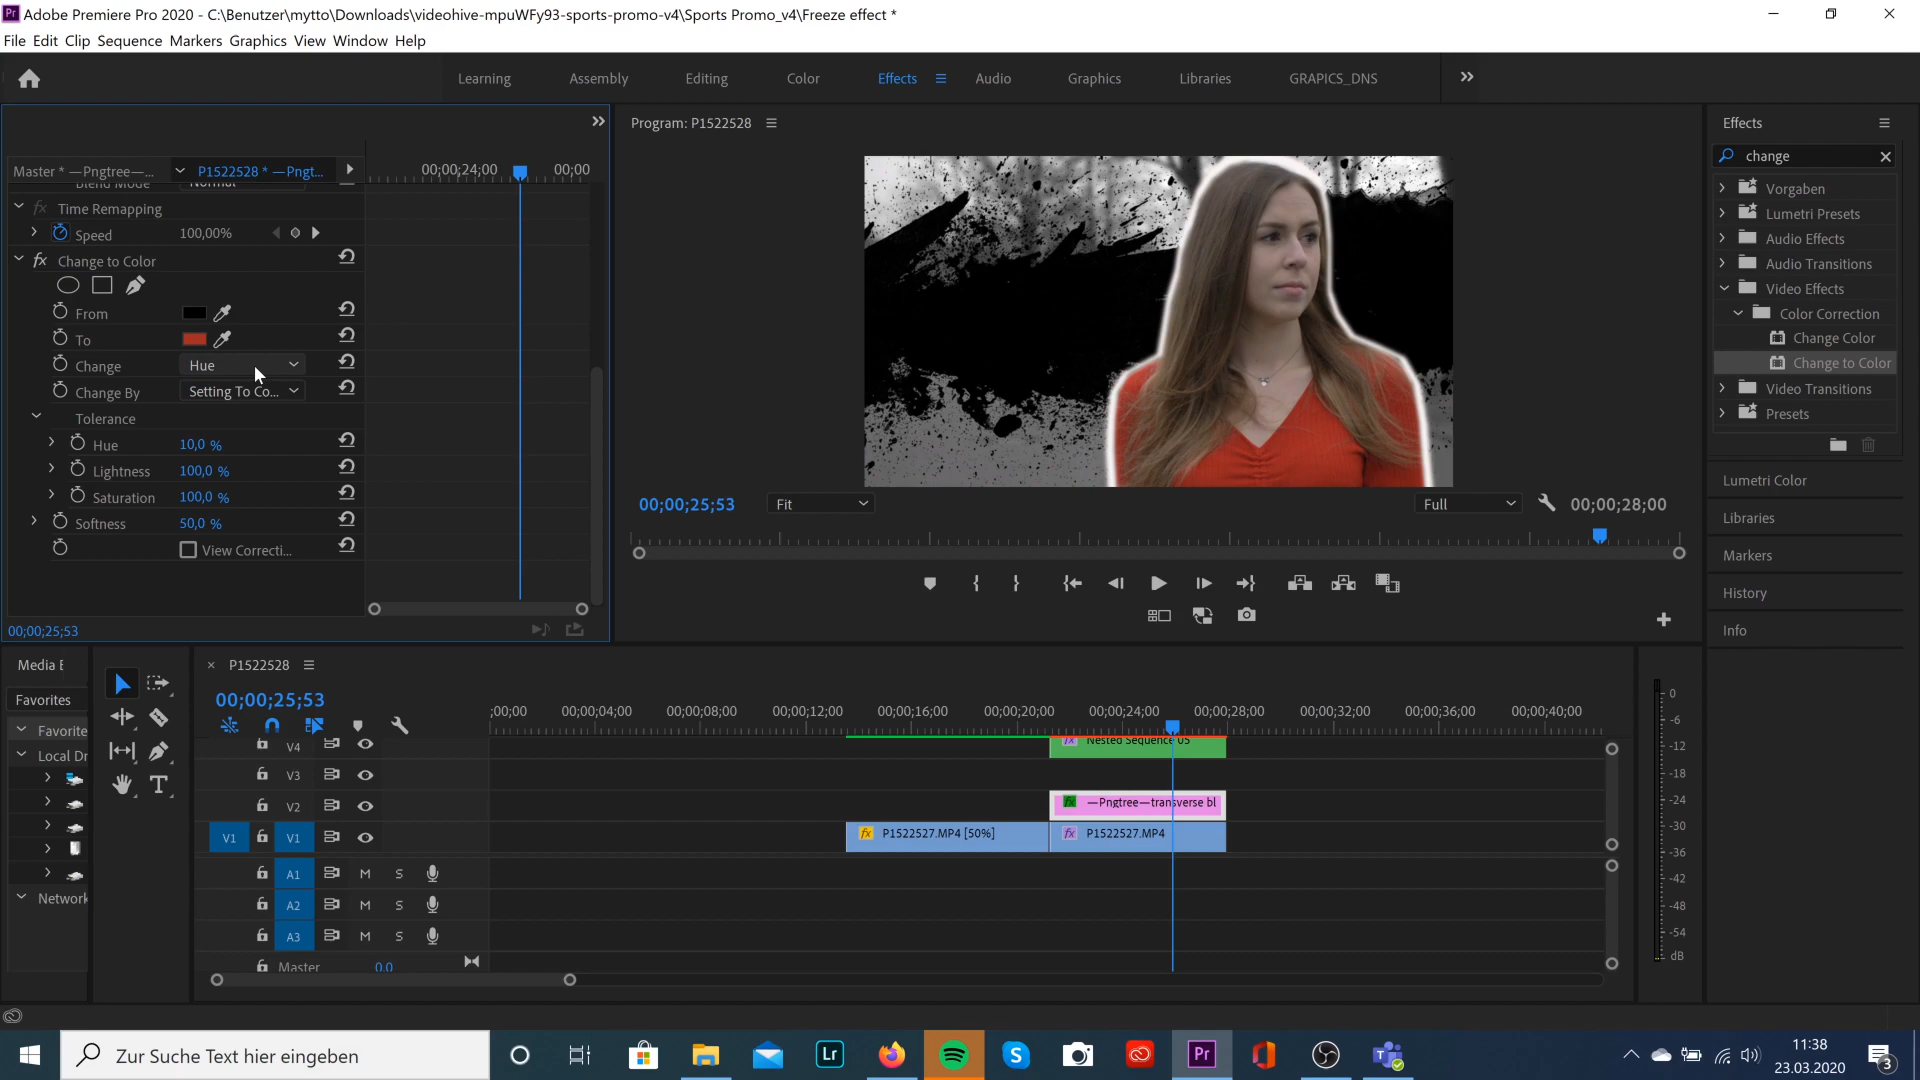 Adobe Premiere Pro 2020 - C:\Benutzer\mytto\Downloads\videohive-mpuWFy93-sports-promo-v4\Sports Promo_v4\Freeze effect *
File Edit Clip Sequence Markers Graphics View Window Help
Learning Assembly Editing Color Effects Audio Graphics Libraries GRAPICS_DNS
Master * —Pngtree—... P1522528 * —Pngt...
00;00;24;00 00;00
Blend Mode Normal
Time Remapping
Speed 100,00%
Change to Color
From
To
Change Hue
Change By Setting To Co...
Tolerance
Hue 10,0 %
Lightness 100,0 %
Saturation 100,0 %
Softness 50,0 %
View Correcti...
00;00;25;53
Program: P1522528
00;00;25;53 Fit Full 00;00;28;00
Effects
change
Vorgaben
Lumetri Presets
Audio Effects
Audio Transitions
Video Effects
Color Correction
Change Color
Change to Color
Video Transitions
Presets
Lumetri Color
Libraries
Markers
History
Info
Media E
Favorites
Favorite
Local Dr
Network
P1522528
00;00;25;53
;00;00 00;00;04;00 00;00;08;00 00;00;12;00 00;00;16;00 00;00;20;00 00;00;24;00 00;00;28;00 00;00;32;00 00;00;36;00 00;00;40;00
V4 fx Nested Sequence 05
V3
V2 fx —Pngtree—transverse bl
V1 V1 fx P1522527.MP4 [50%] fx P1522527.MP4
A1 M S
A2 M S
A3 M S
Master 0,0
0
-6
-12
-18
-24
-30
-36
-42
-48
-54
dB
Zur Suche Text hier eingeben
Lr
Pr
11:38
23.03.2020
3